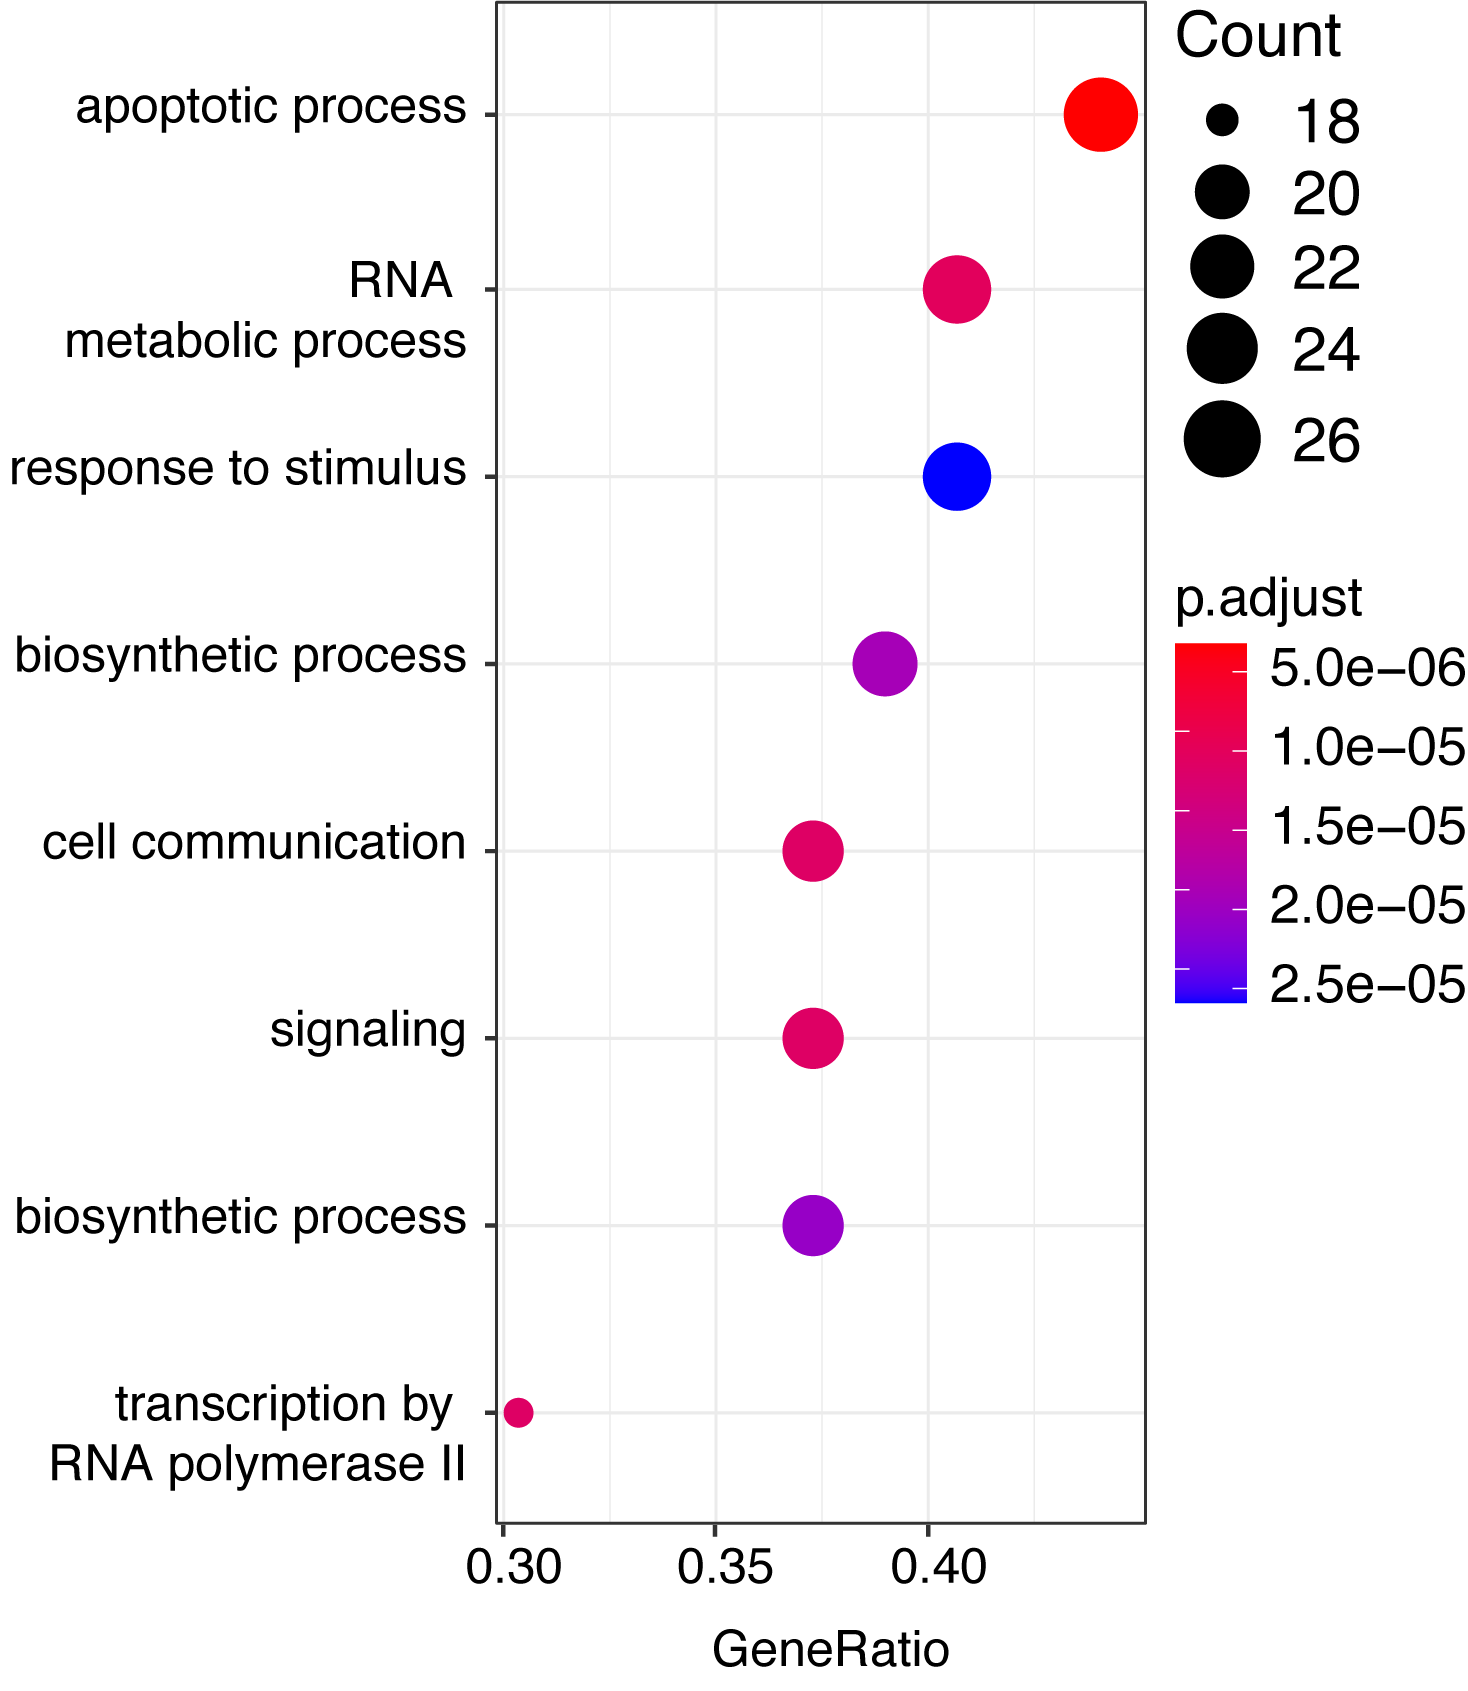 apoptotic process
RNA
metabolic process
response to stimulus
biosynthetic process
cell communication
signaling
biosynthetic process
transcription by
RNA polymerase II
0.30 0.35 0.40
GeneRatio
Count
18
20
22
24
26
p.adjust
5.0e−06
1.0e−05
1.5e−05
2.0e−05
2.5e−05